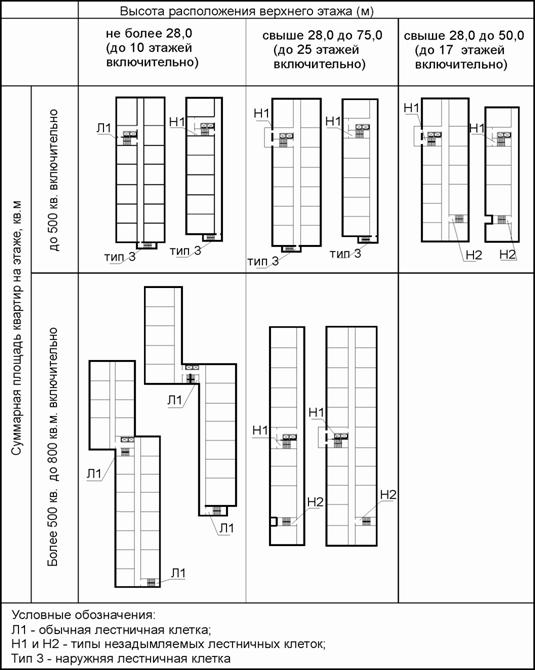 Высота расположения верхнего этажа (м)
не более 28,0
(до 10 этажей
включительно)
свыше 28,0 до 75,0
(до 25 этажей
включительно)
свыше 28,0 до 50,0
(до 17 этажей
включительно)
Суммарная площадь квартир на этаже, кв.м
до 500 кв. включительно
Л1
Н1
тип 3
тип 3
Н1
Н1
тип 3
Н1
Н1
Н2
Н2
Более 500 кв. до 800 кв.м. включительно
Л1
Л1
Л1
Л1
Н1
Н1
Н2
Н2
Условные обозначения:
Л1 - обычная лестничная клетка;
Н1 и Н2 - типы незадымляемых лестничных клеток;
Тип 3 - наружняя лестничная клетка